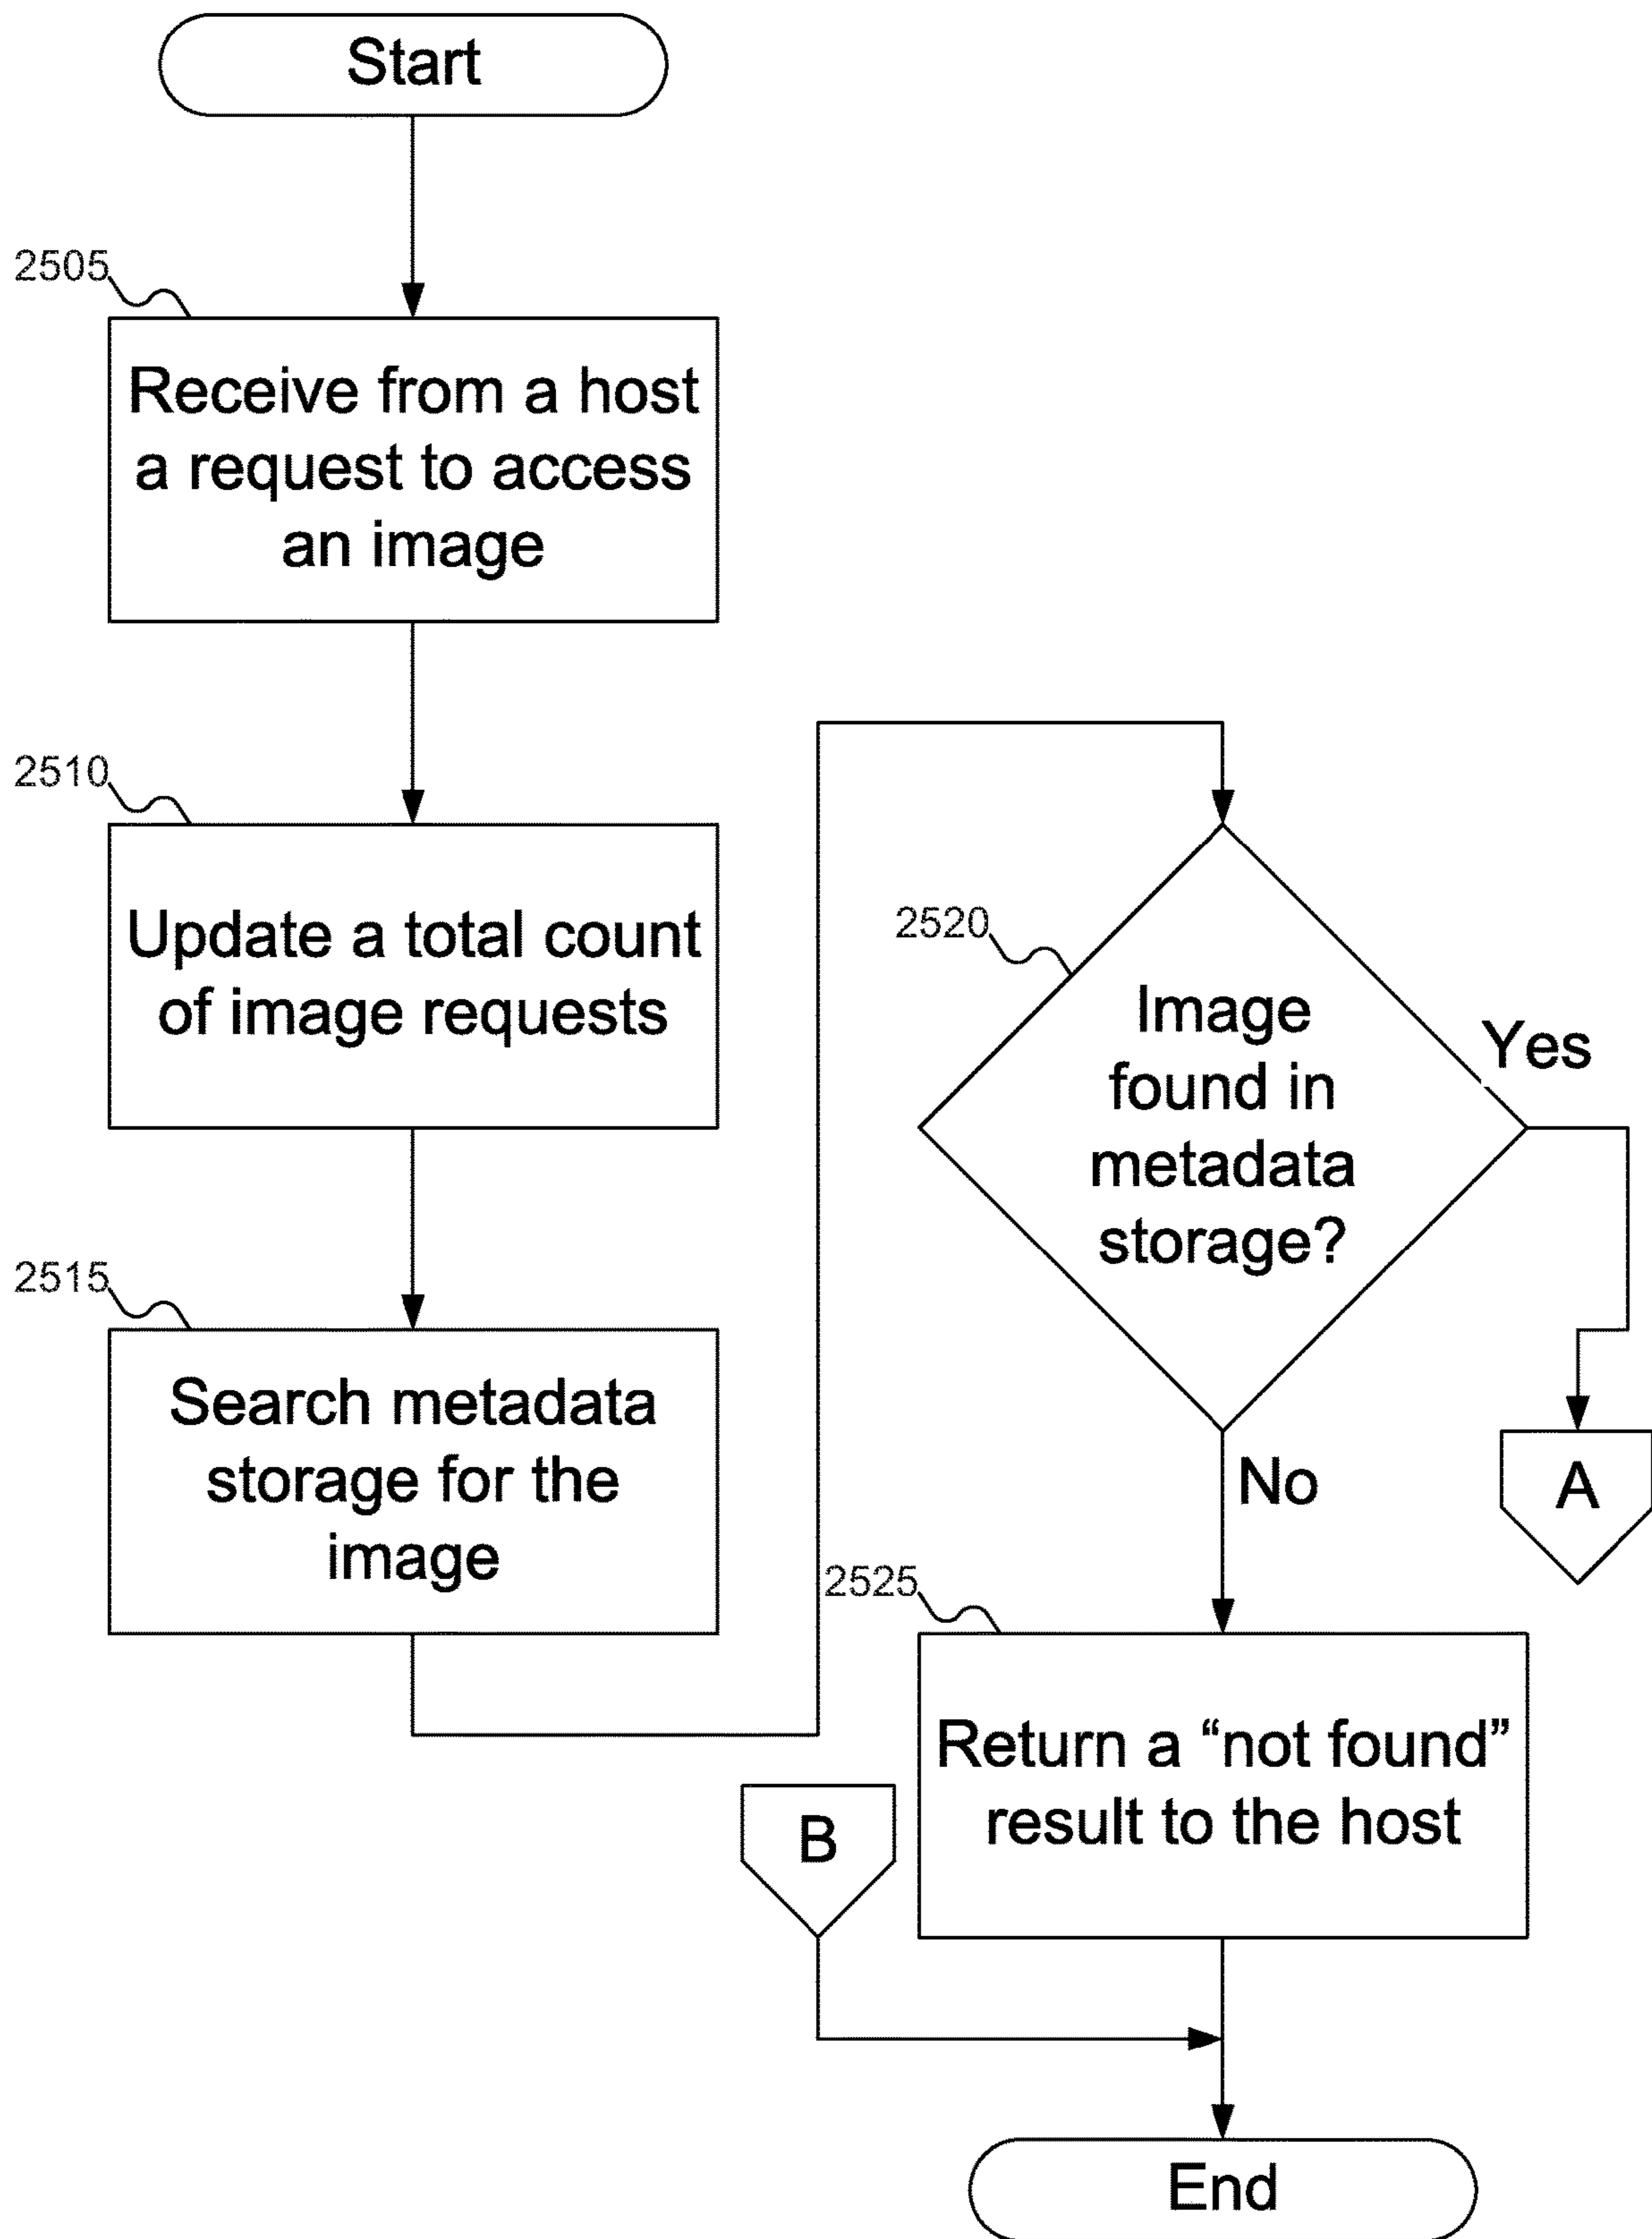 Start
2505
Receive from a host
a request to access
an image
2510
Update a total count
of image requests
2515
Search metadata
storage for the
image
2520
Image
found in
metadata
storage?
Yes
A
No
2525
Return a “not found”
result to the host
B
End